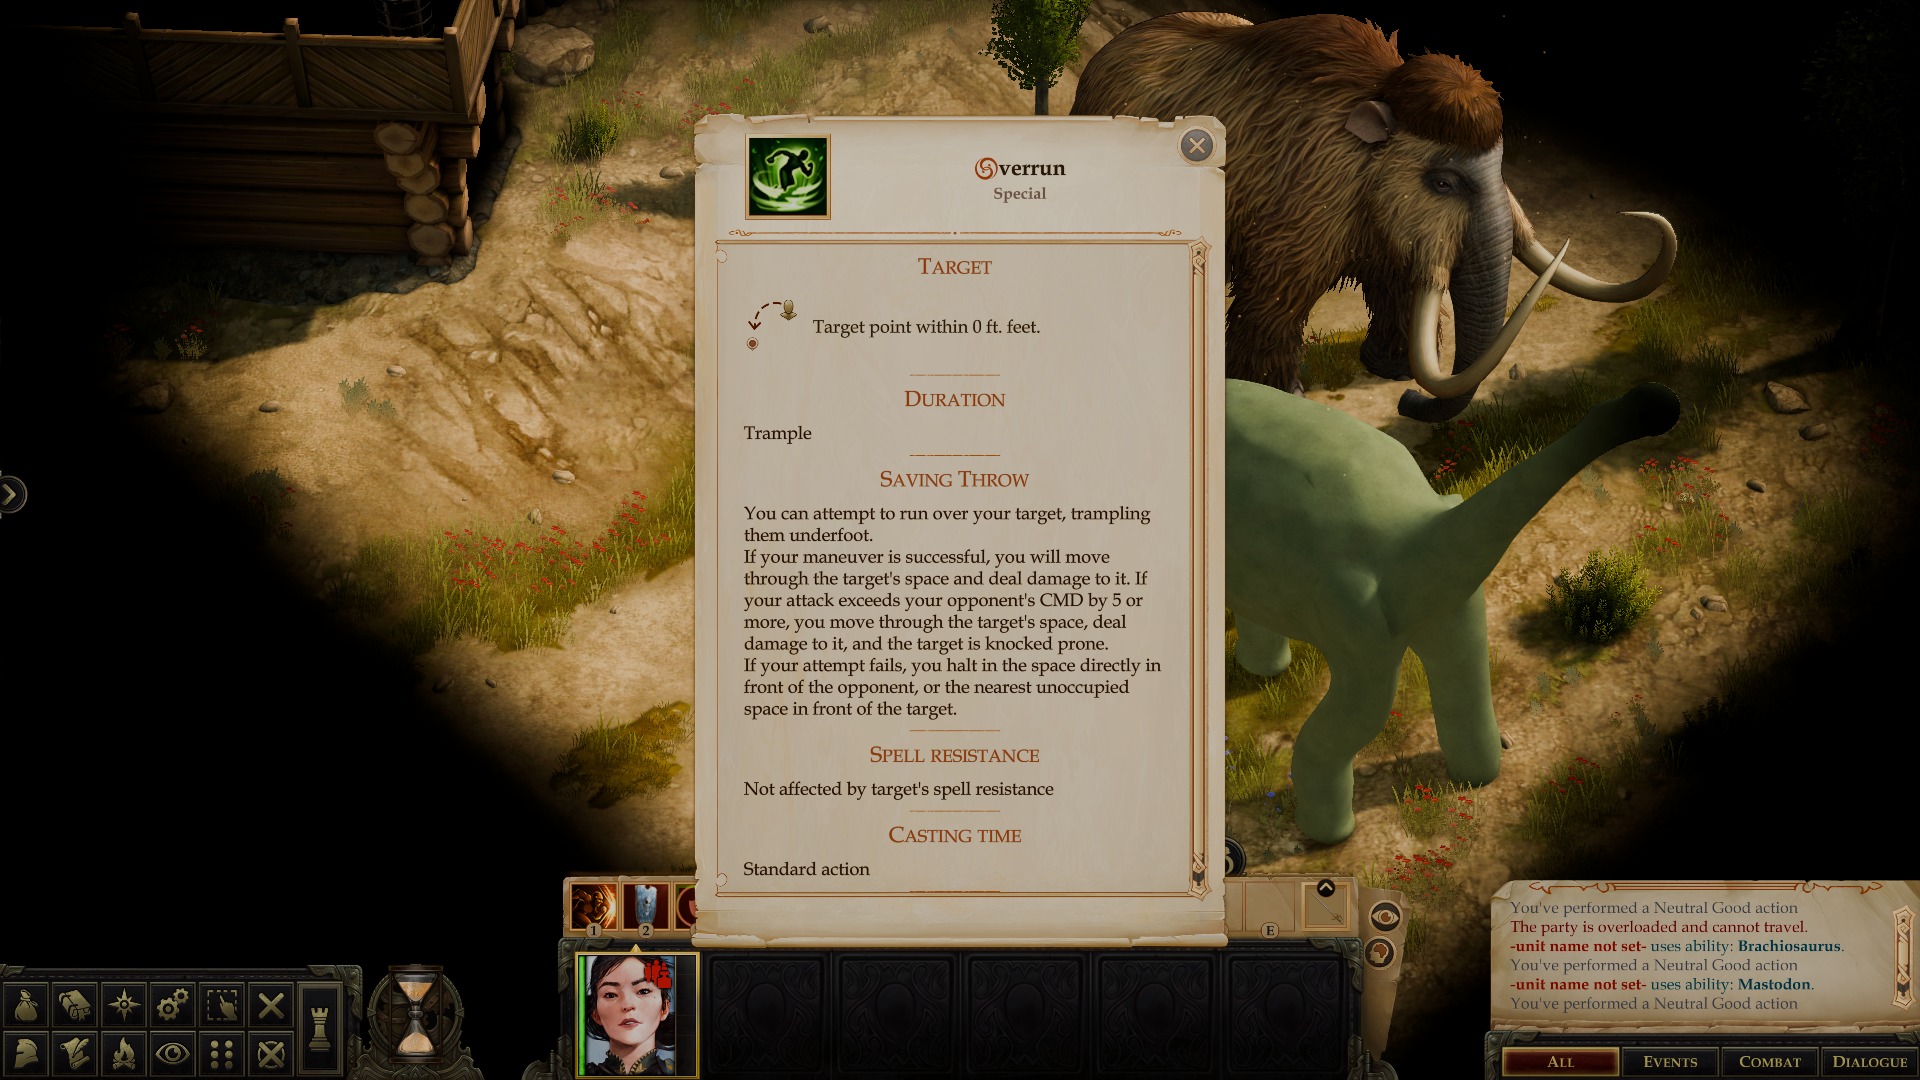 Overrun
Special
TARGET
Target point within 0 ft. feet.
DURATION
Trample
SAVING THROW
You can attempt to run over your target, trampling
them underfoot.
If your maneuver is successful, you will move
through the target's space and deal damage to it. If
your attack exceeds your opponent's CMD by 5 or
more, you move through the target's space, deal
damage to it, and the target is knocked prone.
If your attempt fails, you halt in the space directly in
front of the opponent, or the nearest unoccupied
space in front of the target.
SPELL RESISTANCE
Not affected by target's spell resistance
CASTING TIME
Standard action
1
2
E
You've performed a Neutral Good action
The party is overloaded and cannot travel.
-unit name not set- uses ability: Brachiosaurus.
You've performed a Neutral Good action
-unit name not set- uses ability: Mastodon.
You've performed a Neutral Good action
ALL
EVENTS
COMBAT
DIALOGUE